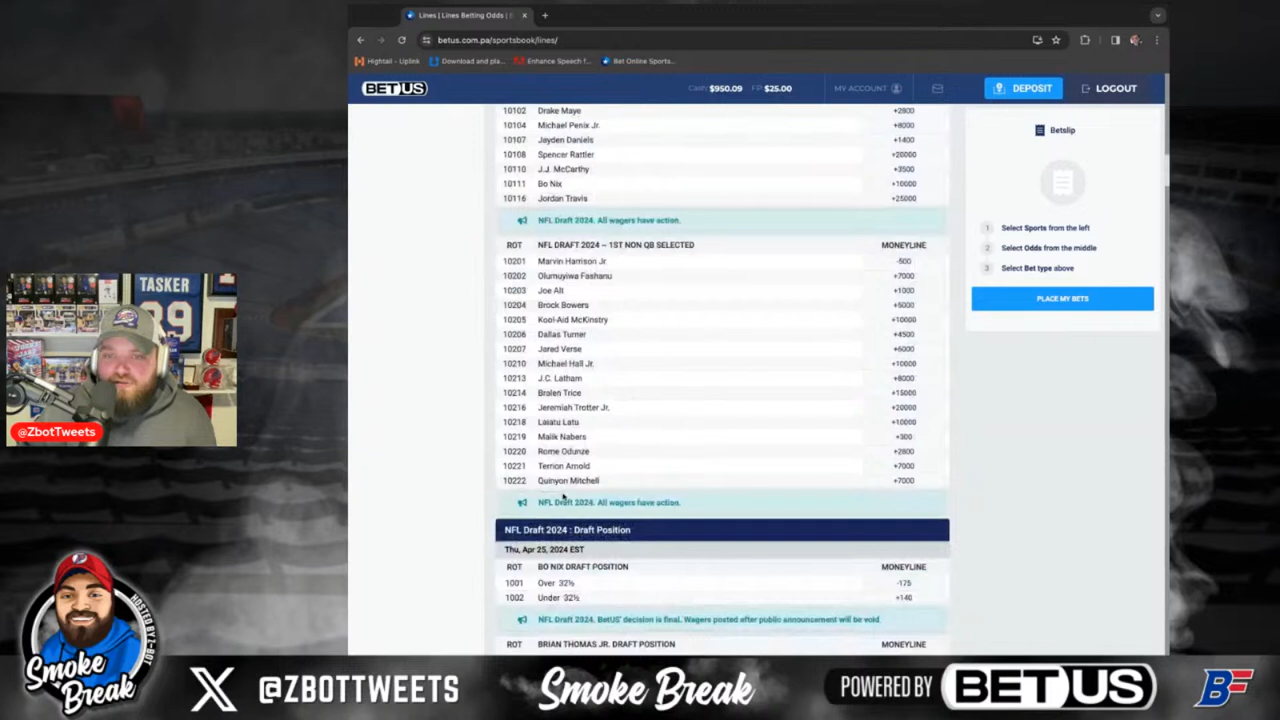 Lines | Lines Betting Odds | B
betus.com.pa/sportsbook/lines/
Hightail - Uplink
Download and pla...
Enhance Speech f...
Bet Online Sports...
BETUS
Cash: $950.09 FP: $25.00
MY ACCOUNT
DEPOSIT
LOGOUT
10102 Drake Maye +2800
10104 Michael Penix Jr. +8000
10107 Jayden Daniels +1400
10108 Spencer Rattler +20000
10110 J.J. McCarthy +3500
10111 Bo Nix +10000
10116 Jordan Travis +25000
NFL Draft 2024. All wagers have action.
ROT NFL DRAFT 2024 – 1ST NON QB SELECTED MONEYLINE
10201 Marvin Harrison Jr -500
10202 Olumuyiwa Fashanu +7000
10203 Joe Alt +1000
10204 Brock Bowers +5000
10205 Kool-Aid McKinstry +10000
10206 Dallas Turner +4500
10207 Jared Verse +6000
10210 Michael Hall Jr. +10000
10213 J.C. Latham +8000
10214 Bralen Trice +15000
10216 Jeremiah Trotter Jr. +20000
10218 Laiatu Latu +10000
10219 Malik Nabers +300
10220 Rome Odunze +2800
10221 Terrion Arnold +7000
10222 Quinyon Mitchell +7000
NFL Draft 2024. All wagers have action.
NFL Draft 2024 : Draft Position
Thu, Apr 25, 2024 EST
ROT BO NIX DRAFT POSITION MONEYLINE
1001 Over 32½ -175
1002 Under 32½ +140
NFL Draft 2024. BetUS' decision is final. Wagers posted after public announcement will be void.
ROT BRIAN THOMAS JR. DRAFT POSITION MONEYLINE
Betslip
1 Select Sports from the left
2 Select Odds from the middle
3 Select Bet type above
PLACE MY BETS
TASKER
89
@ZbotTweets
HOSTED BY Z-BOT
Smoke
Break
X @ZBOTTWEETS
Smoke Break
POWERED BY BETUS
BF